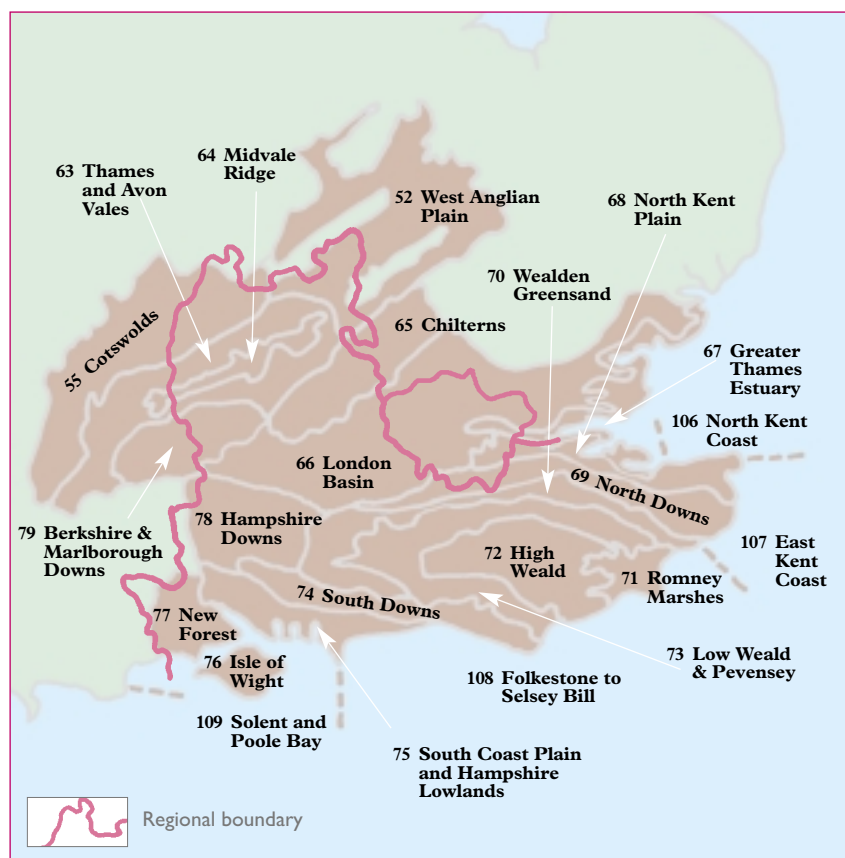 64 Midvale
Ridge
63 Thames
and Avon
Vales
52 West Anglian
Plain
68 North Kent
Plain
70 Wealden
Greensand
65 Chilterns
55 Cotswolds
67 Greater
Thames
Estuary
106 North Kent
Coast
66 London
Basin
69 North Downs
79 Berkshire &
Marlborough
Downs
78 Hampshire
Downs
72 High
Weald
107 East
Kent
Coast
71 Romney
Marshes
74 South Downs
77 New
Forest
73 Low Weald
& Pevensey
76 Isle of
Wight
108 Folkestone to
Selsey Bill
109 Solent and
Poole Bay
75 South Coast Plain
and Hampshire
Lowlands
Regional boundary